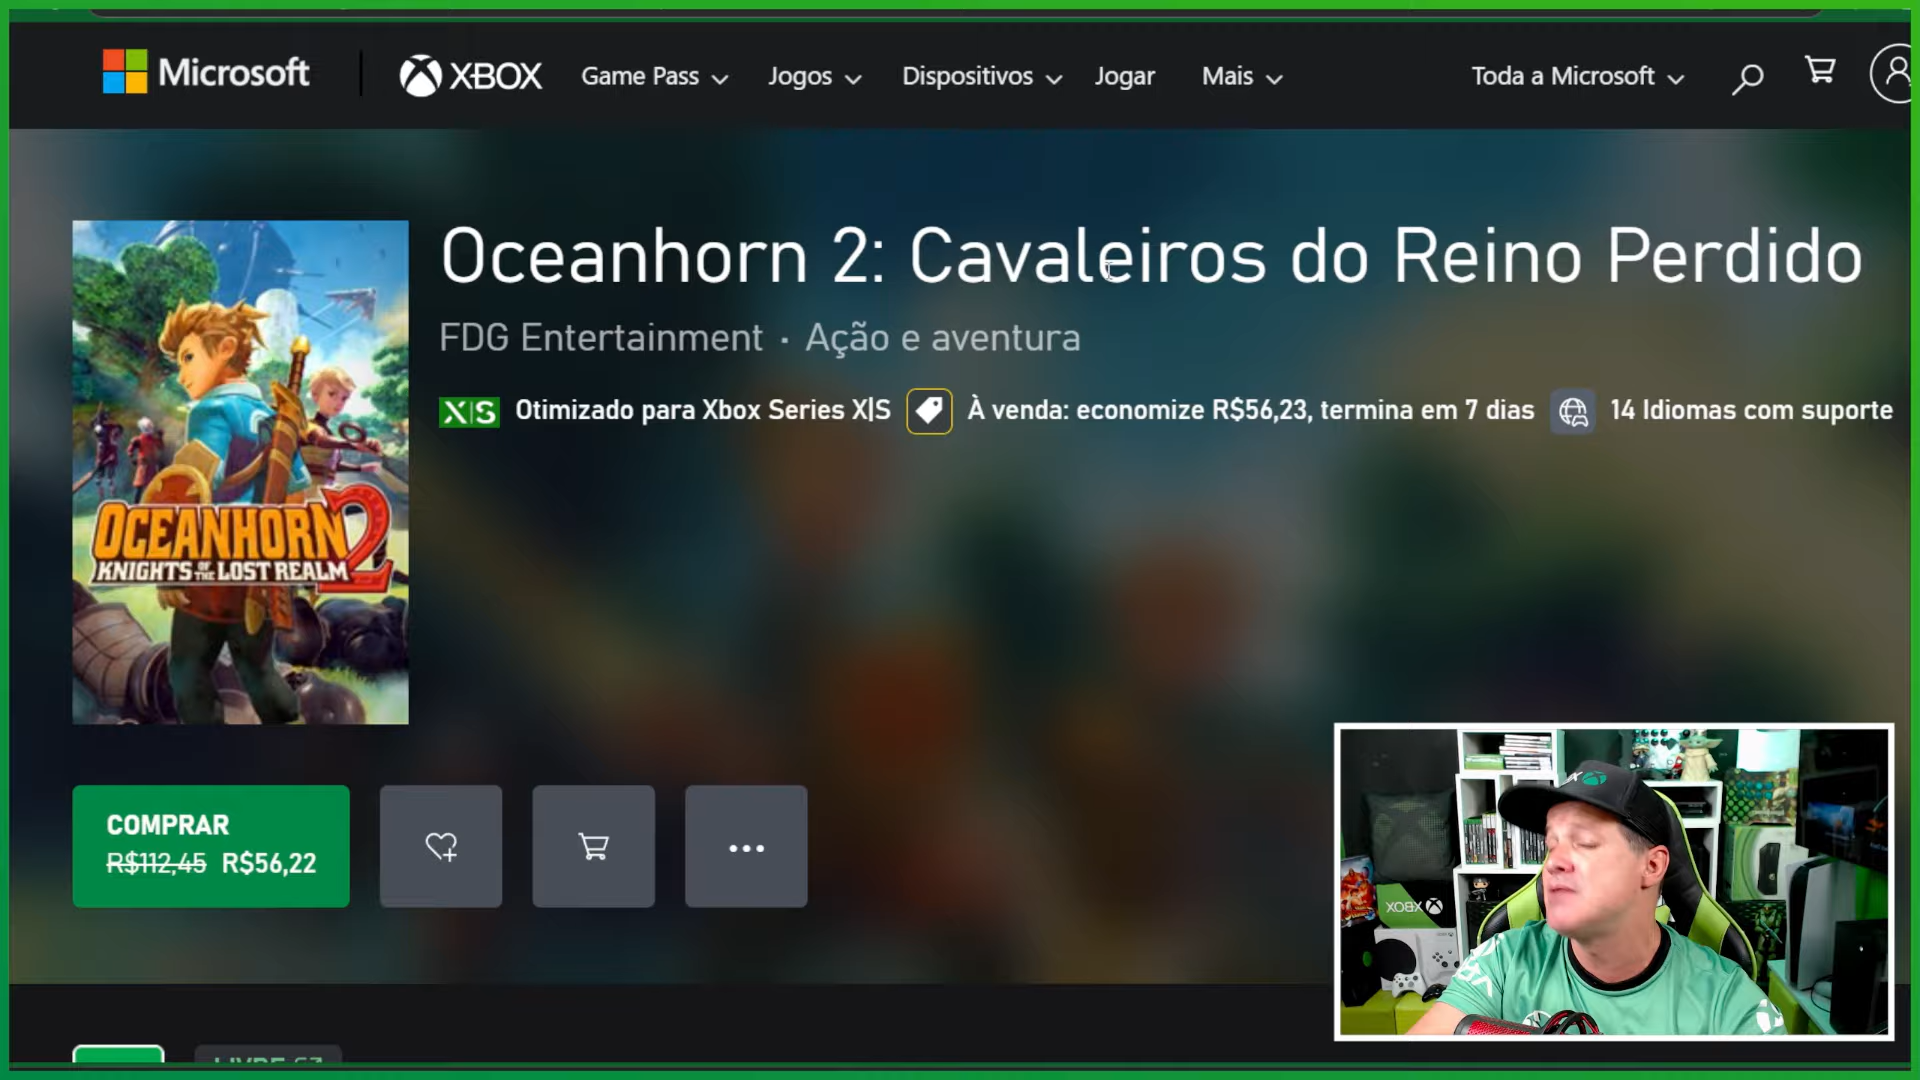 Microsoft
XBOX
Game Pass
Jogos
Dispositivos
Jogar
Mais
Toda a Microsoft
Oceanhorn 2: Cavaleiros do Reino Perdido
FDG Entertainment · Ação e aventura
X|S Otimizado para Xbox Series X|S
À venda: economize R$56,23, termina em 7 dias
14 Idiomas com suporte
OCEANHORN 2
KNIGHTS OF THE LOST REALM
COMPRAR
R$112,45 R$56,22
XBOX